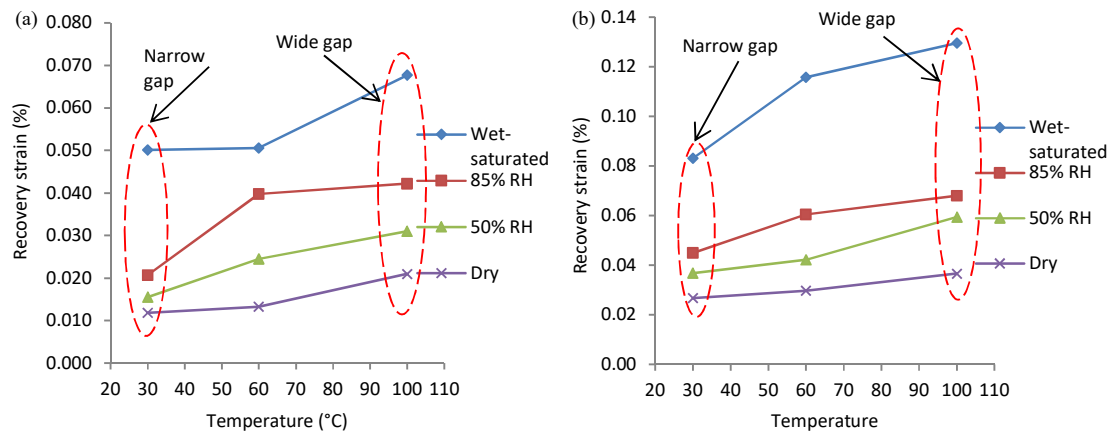 (a)
0.080
0.070
0.060
0.050
0.040
0.030
0.020
0.010
0.000
Recovery strain (%)
20 30 40 50 60 70 80 90 100 110
Temperature (°C)
Narrow
gap
Wide gap
Wet-
saturated
85% RH
50% RH
Dry
(b)
0.14
0.12
0.10
0.08
0.06
0.04
0.02
0.00
Recovery strain (%)
20 30 40 50 60 70 80 90 100 110
Temperature
Narrow gap
Wide gap
Wet-
saturated
85% RH
50% RH
Dry